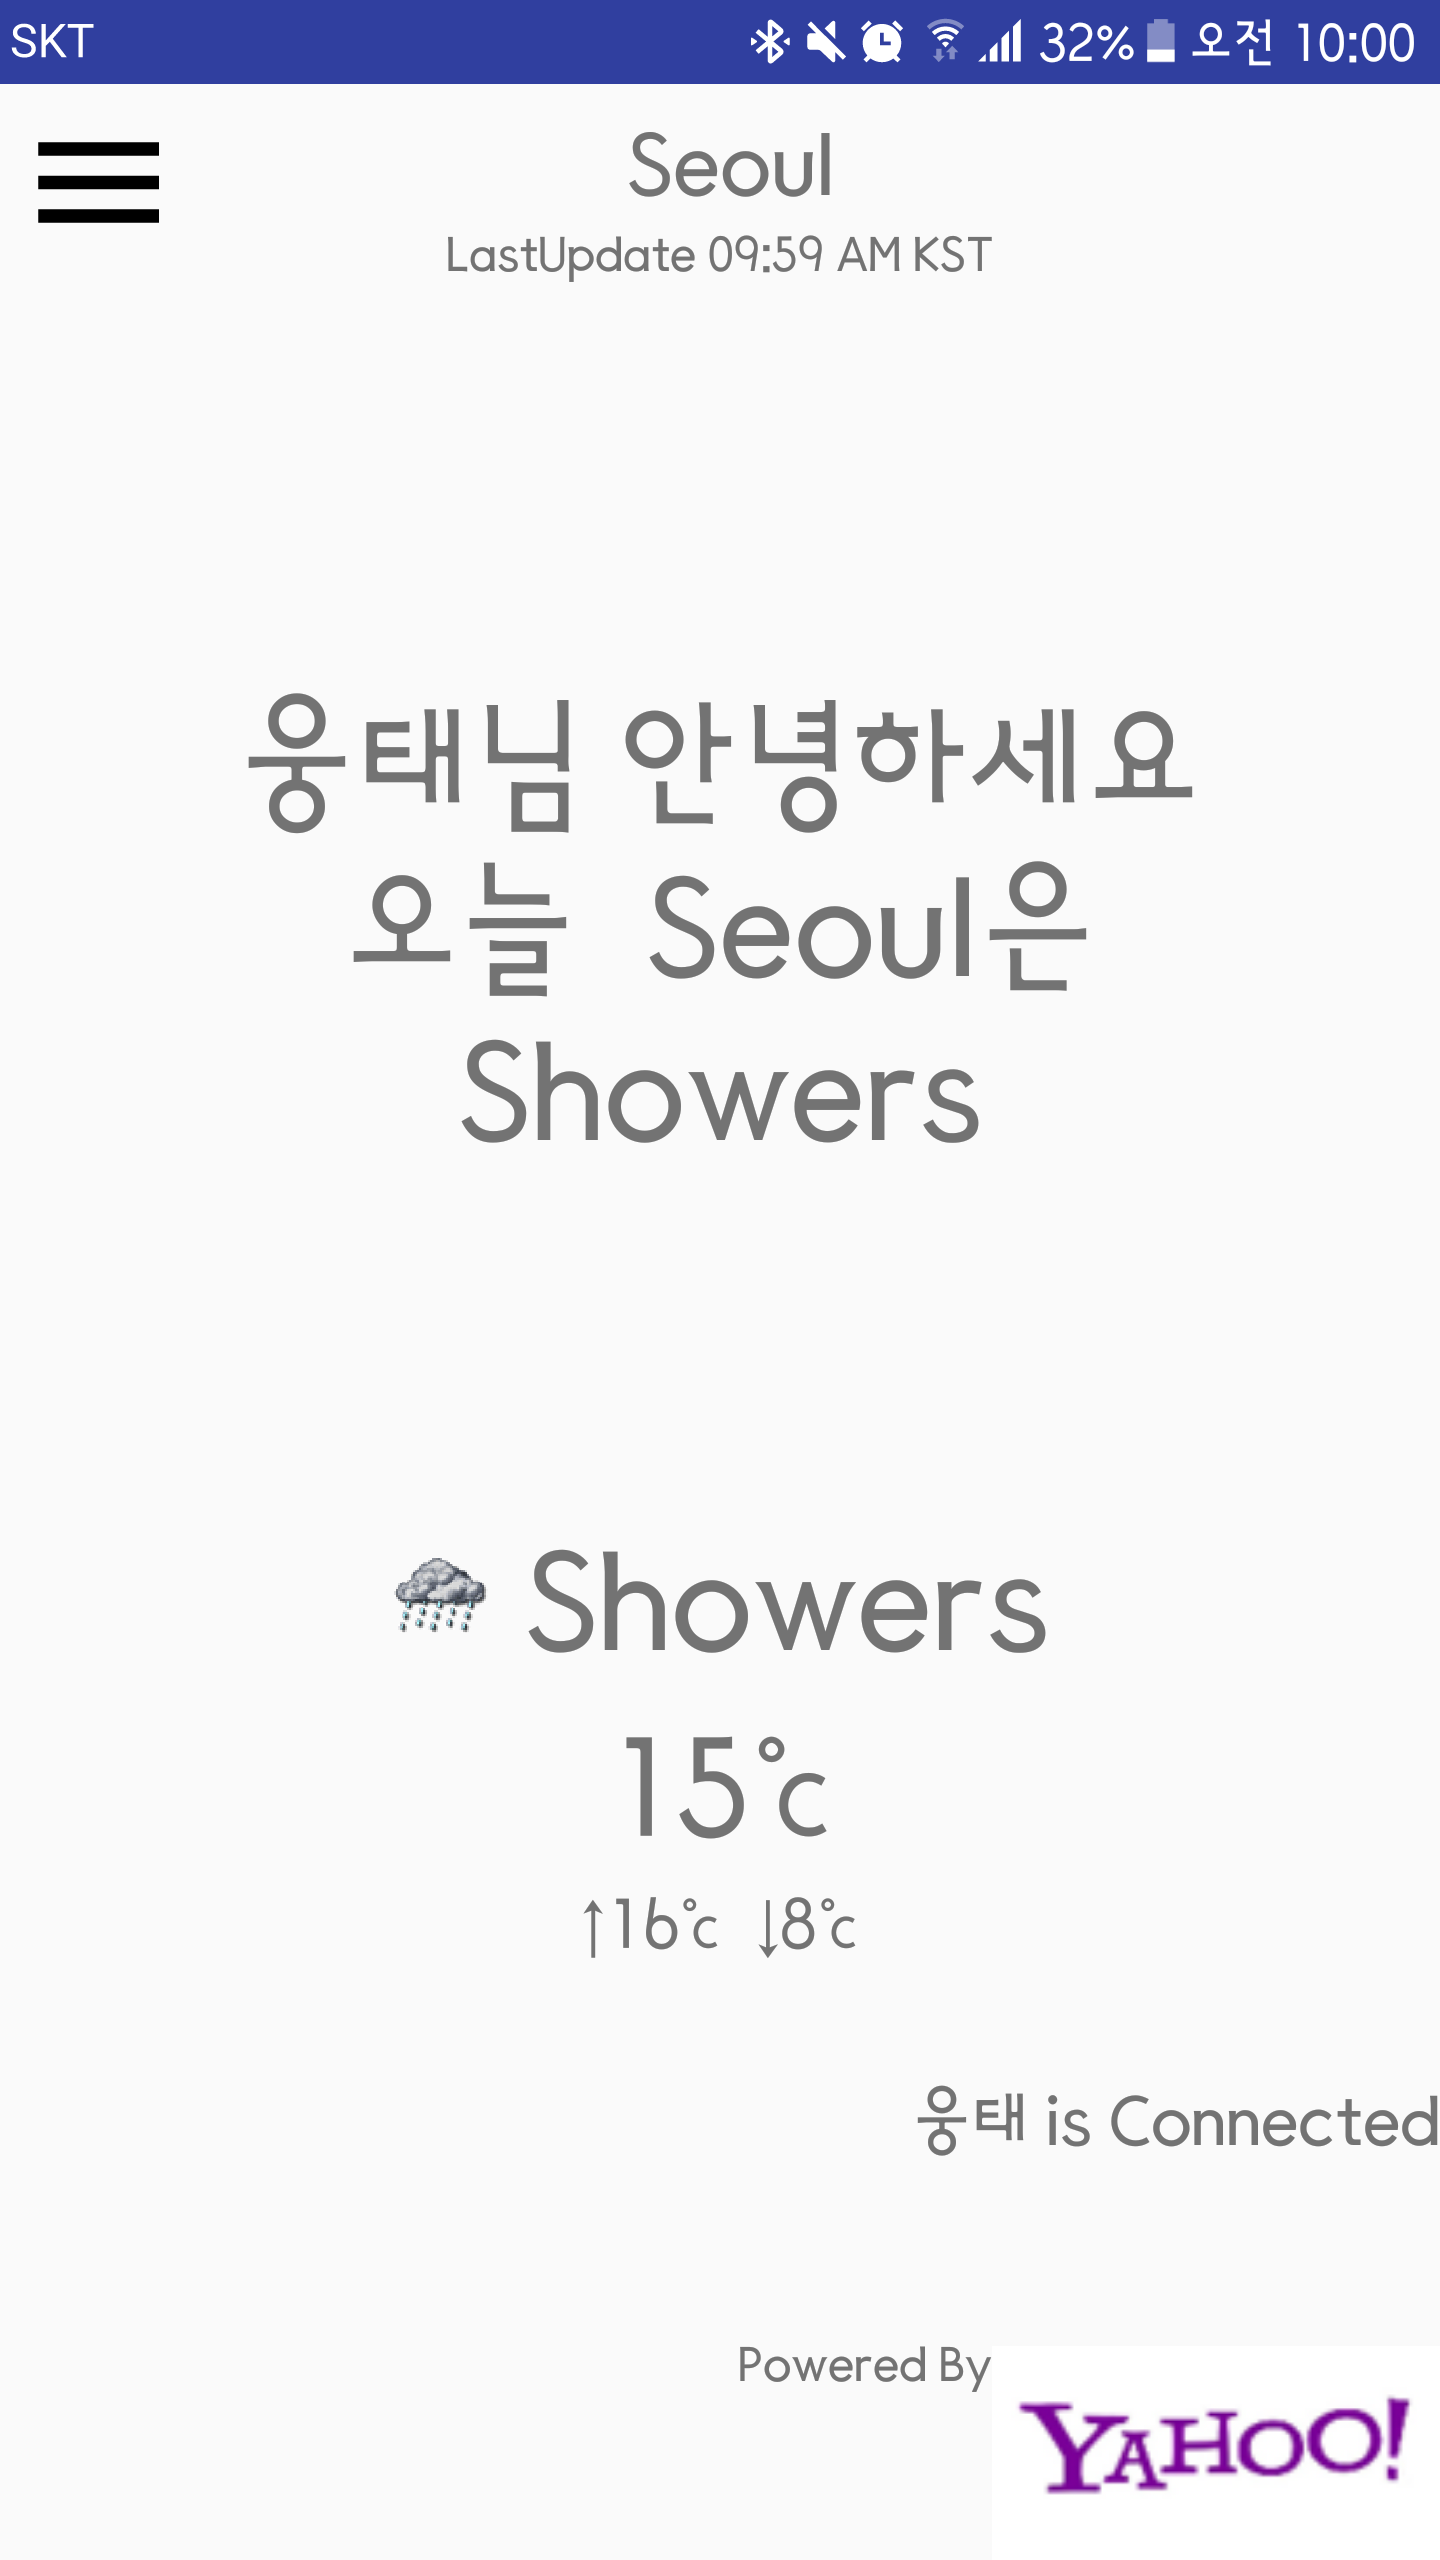 SKT 32% 오전 10:00
Seoul
LastUpdate 09:59 AM KST
웅태님 안녕하세요
오늘 Seoul은
Showers
Showers
15℃
↑16℃ ↓8℃
웅태 is Connected
Powered By
YAHOO!